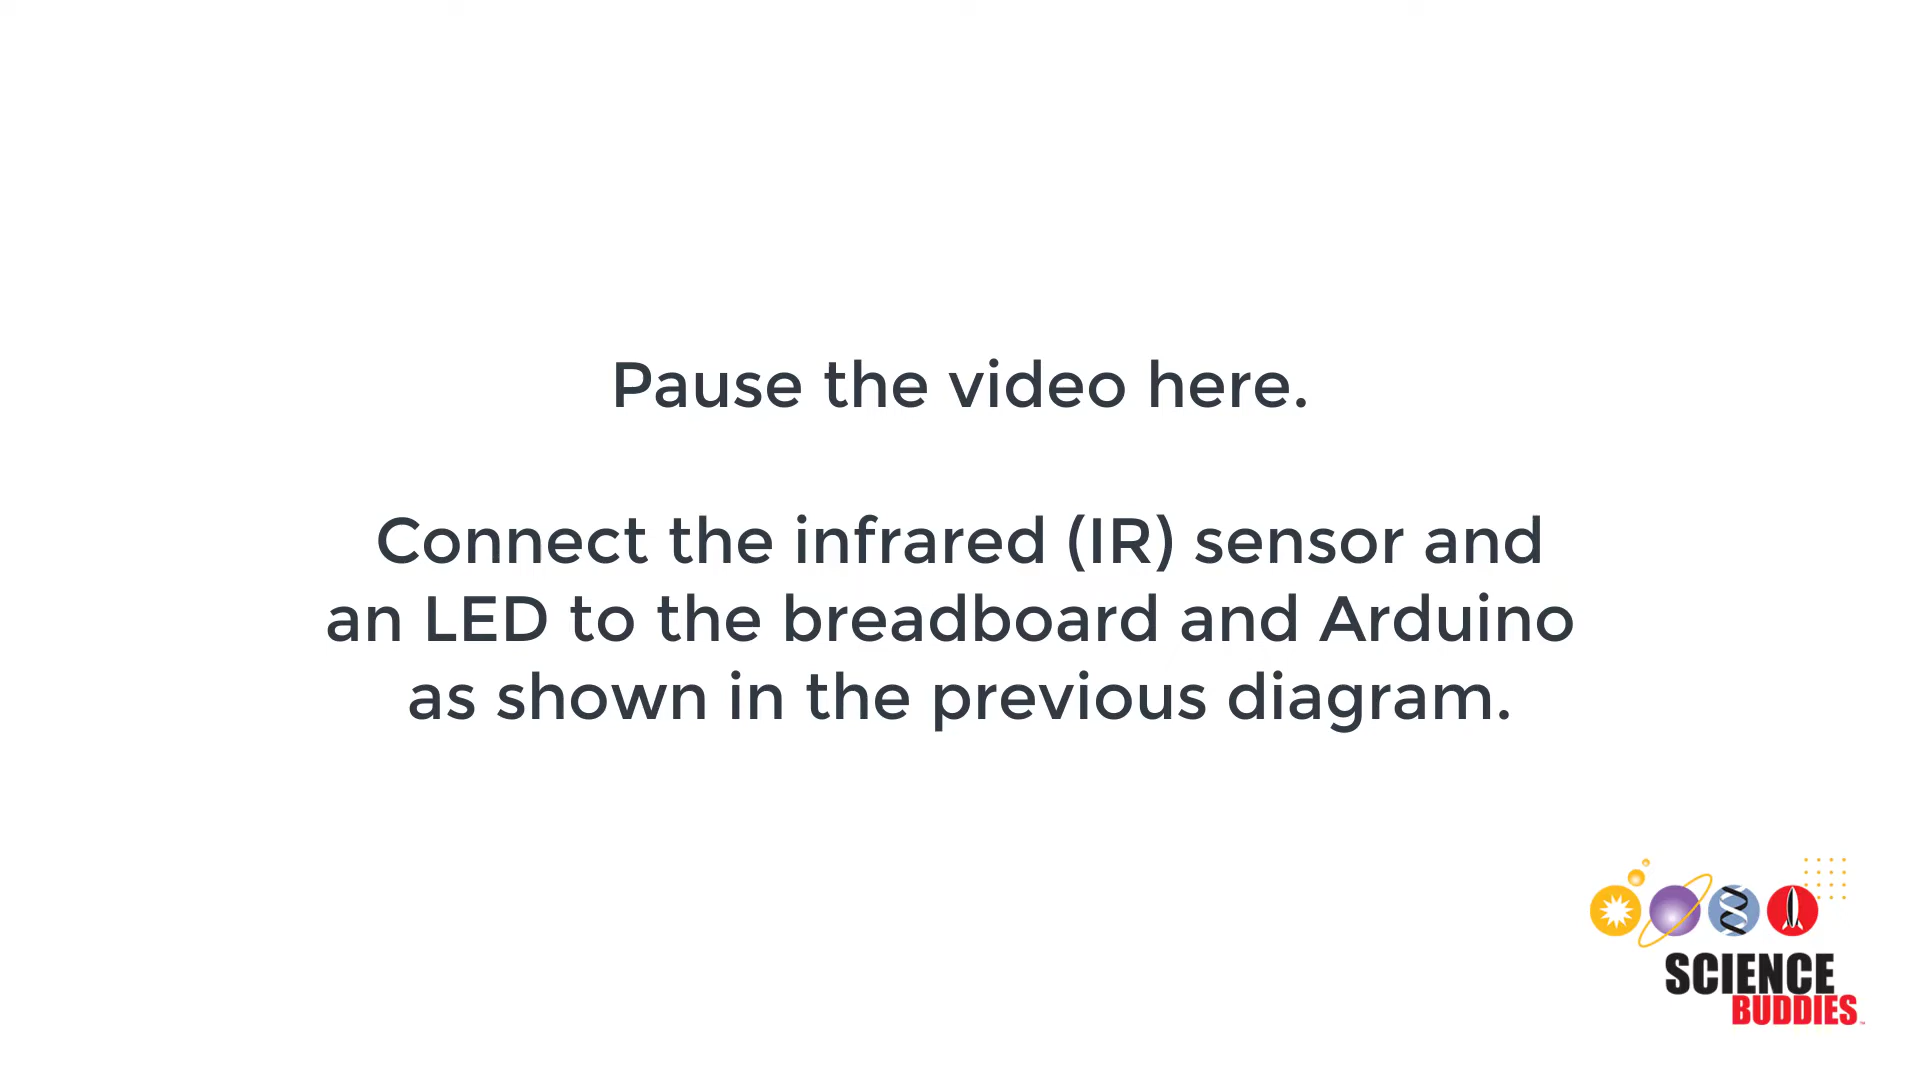 Pause the video here.
Connect the infrared (IR) sensor and
an LED to the breadboard and Arduino
as shown in the previous diagram.
SCIENCE
BUDDIES